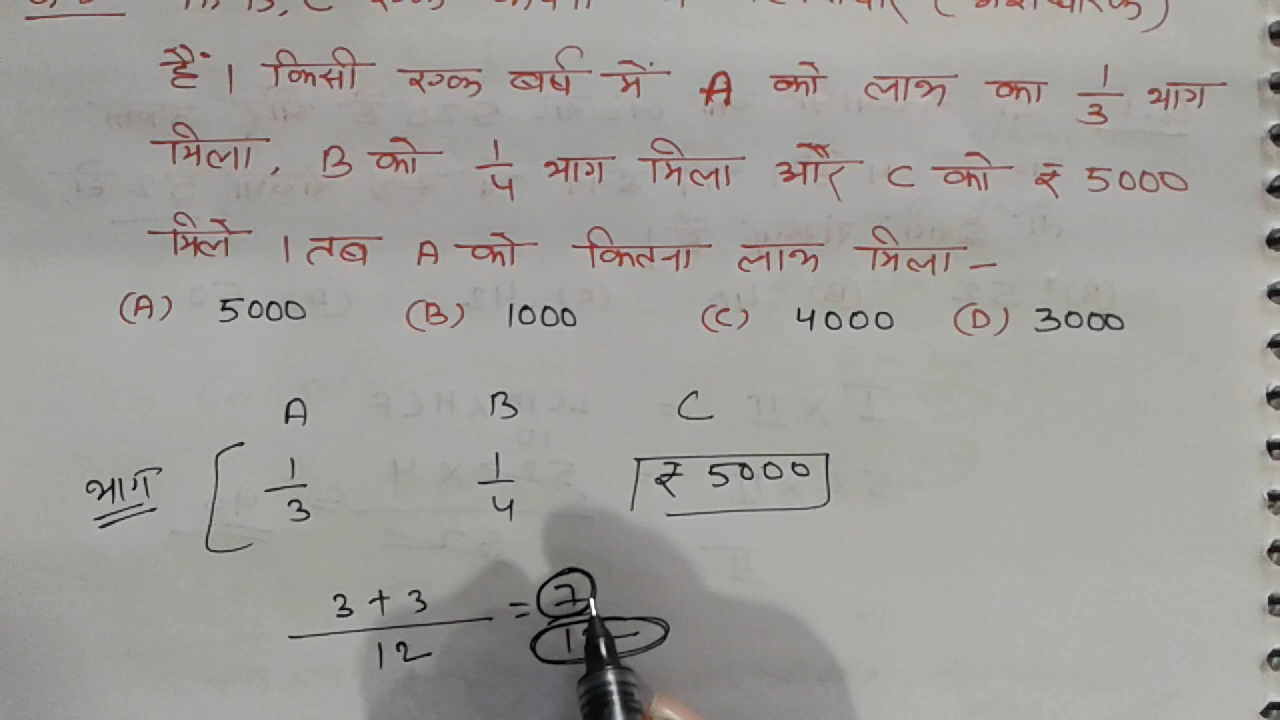 हैं। किसी एक वर्ष में A को लाभ का 1/3 भाग
मिला, B को 1/4 भाग मिला और C को ₹ 5000
मिले । तब A को कितना लाभ मिला –
(A) 5000 (B) 1000 (C) 4000 (D) 3000
A B C
भाग [ 1/3 1/4 ₹ 5000
3 + 3 / 12 = 7